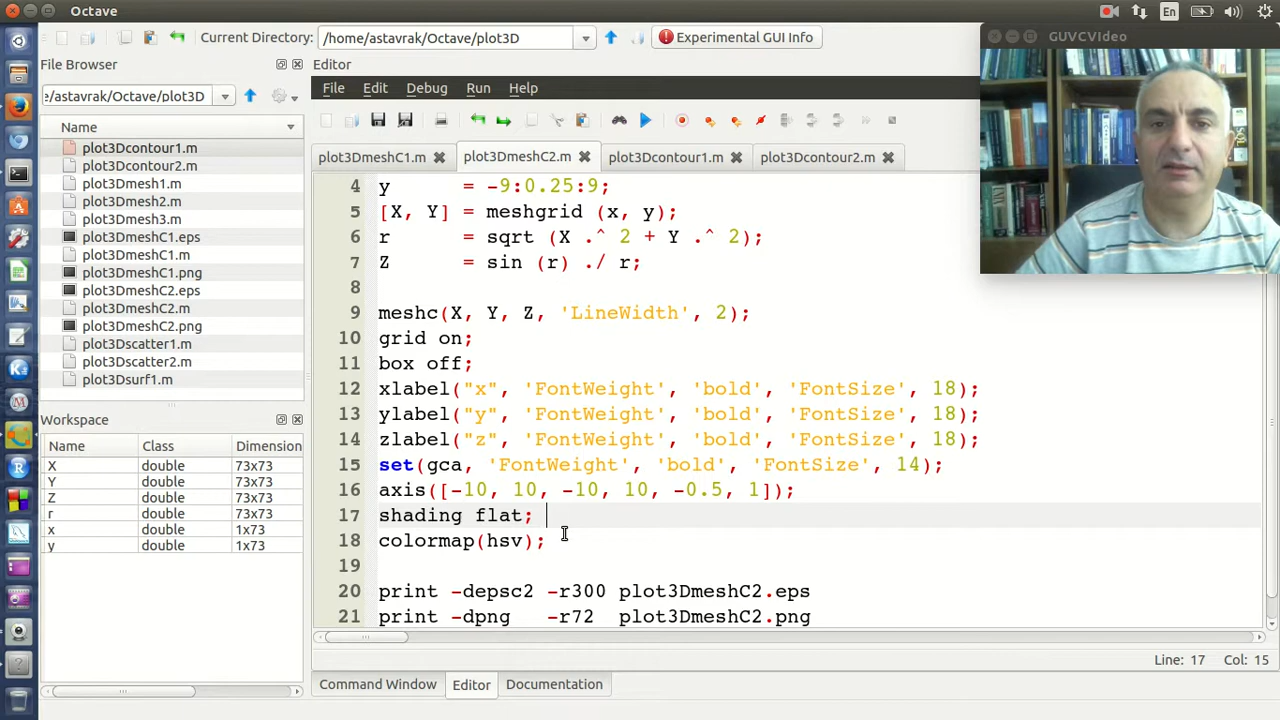 Octave
En
Current Directory: /home/astavrak/Octave/plot3D
Experimental GUI Info
GUVCVIdeo
File Browser
Editor
:e/astavrak/Octave/plot3D
File Edit Debug Run Help
Name
plot3Dcontour1.m
plot3Dcontour2.m
plot3Dmesh1.m
plot3Dmesh2.m
plot3Dmesh3.m
plot3DmeshC1.eps
plot3DmeshC1.m
plot3DmeshC1.png
plot3DmeshC2.eps
plot3DmeshC2.m
plot3DmeshC2.png
plot3Dscatter1.m
plot3Dscatter2.m
plot3Dsurf1.m
Workspace
Name Class Dimension
X double 73x73
Y double 73x73
Z double 73x73
r double 73x73
x double 1x73
y double 1x73
plot3DmeshC1.m plot3DmeshC2.m plot3Dcontour1.m plot3Dcontour2.m
4 y = -9:0.25:9;
5 [X, Y] = meshgrid (x, y);
6 r = sqrt (X .^ 2 + Y .^ 2);
7 Z = sin (r) ./ r;
8
9 meshc(X, Y, Z, 'LineWidth', 2);
10 grid on;
11 box off;
12 xlabel("x", 'FontWeight', 'bold', 'FontSize', 18);
13 ylabel("y", 'FontWeight', 'bold', 'FontSize', 18);
14 zlabel("z", 'FontWeight', 'bold', 'FontSize', 18);
15 set(gca, 'FontWeight', 'bold', 'FontSize', 14);
16 axis([-10, 10, -10, 10, -0.5, 1]);
17 shading flat;
18 colormap(hsv);
19
20 print -depsc2 -r300 plot3DmeshC2.eps
21 print -dpng -r72 plot3DmeshC2.png
Line: 17 Col: 15
Command Window Editor Documentation